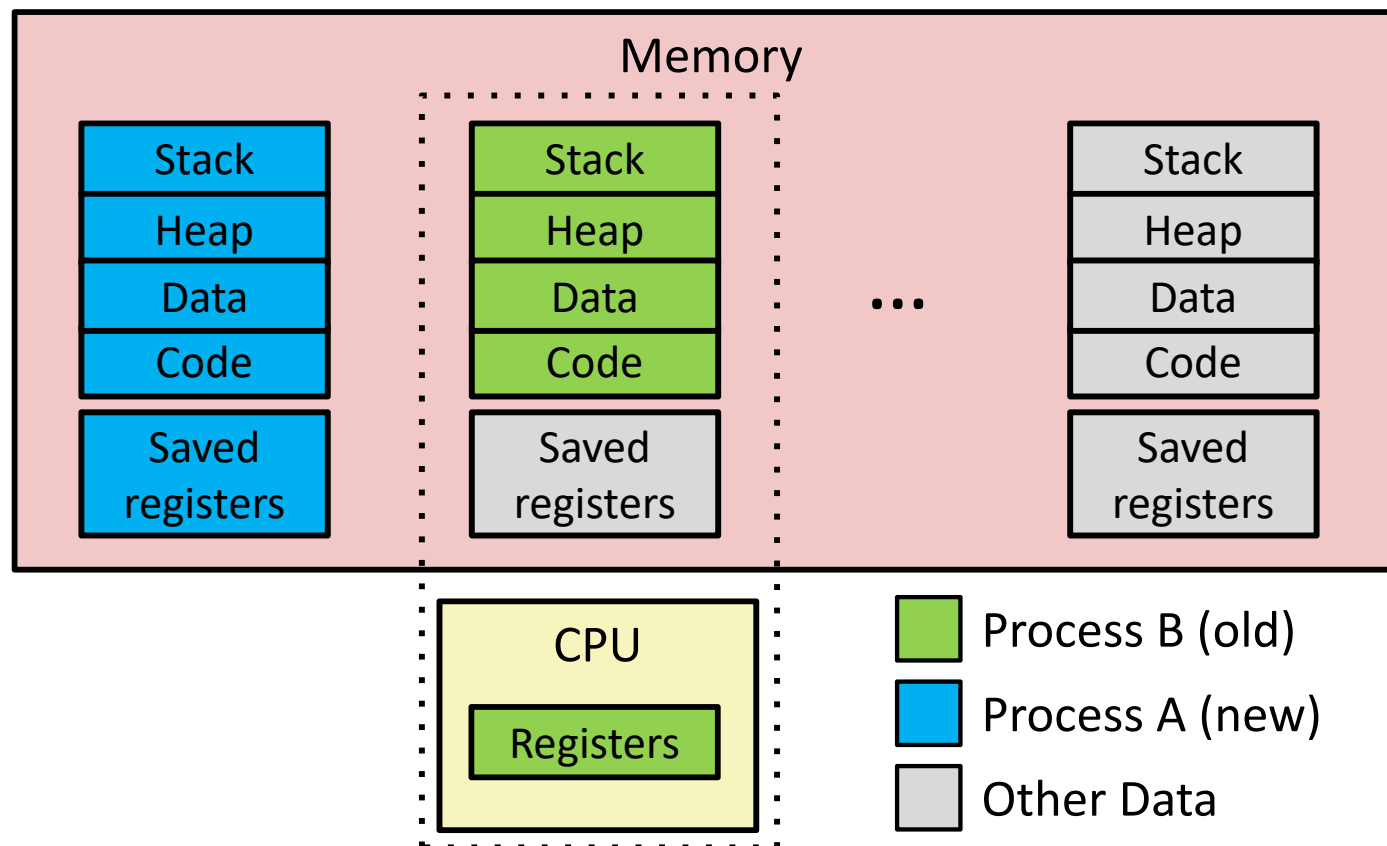 Memory
Stack
Heap
Data
Code
Saved
registers
Stack
Heap
Data
Code
Saved
registers
...
Stack
Heap
Data
Code
Saved
registers
CPU
Registers
Process B (old)
Process A (new)
Other Data